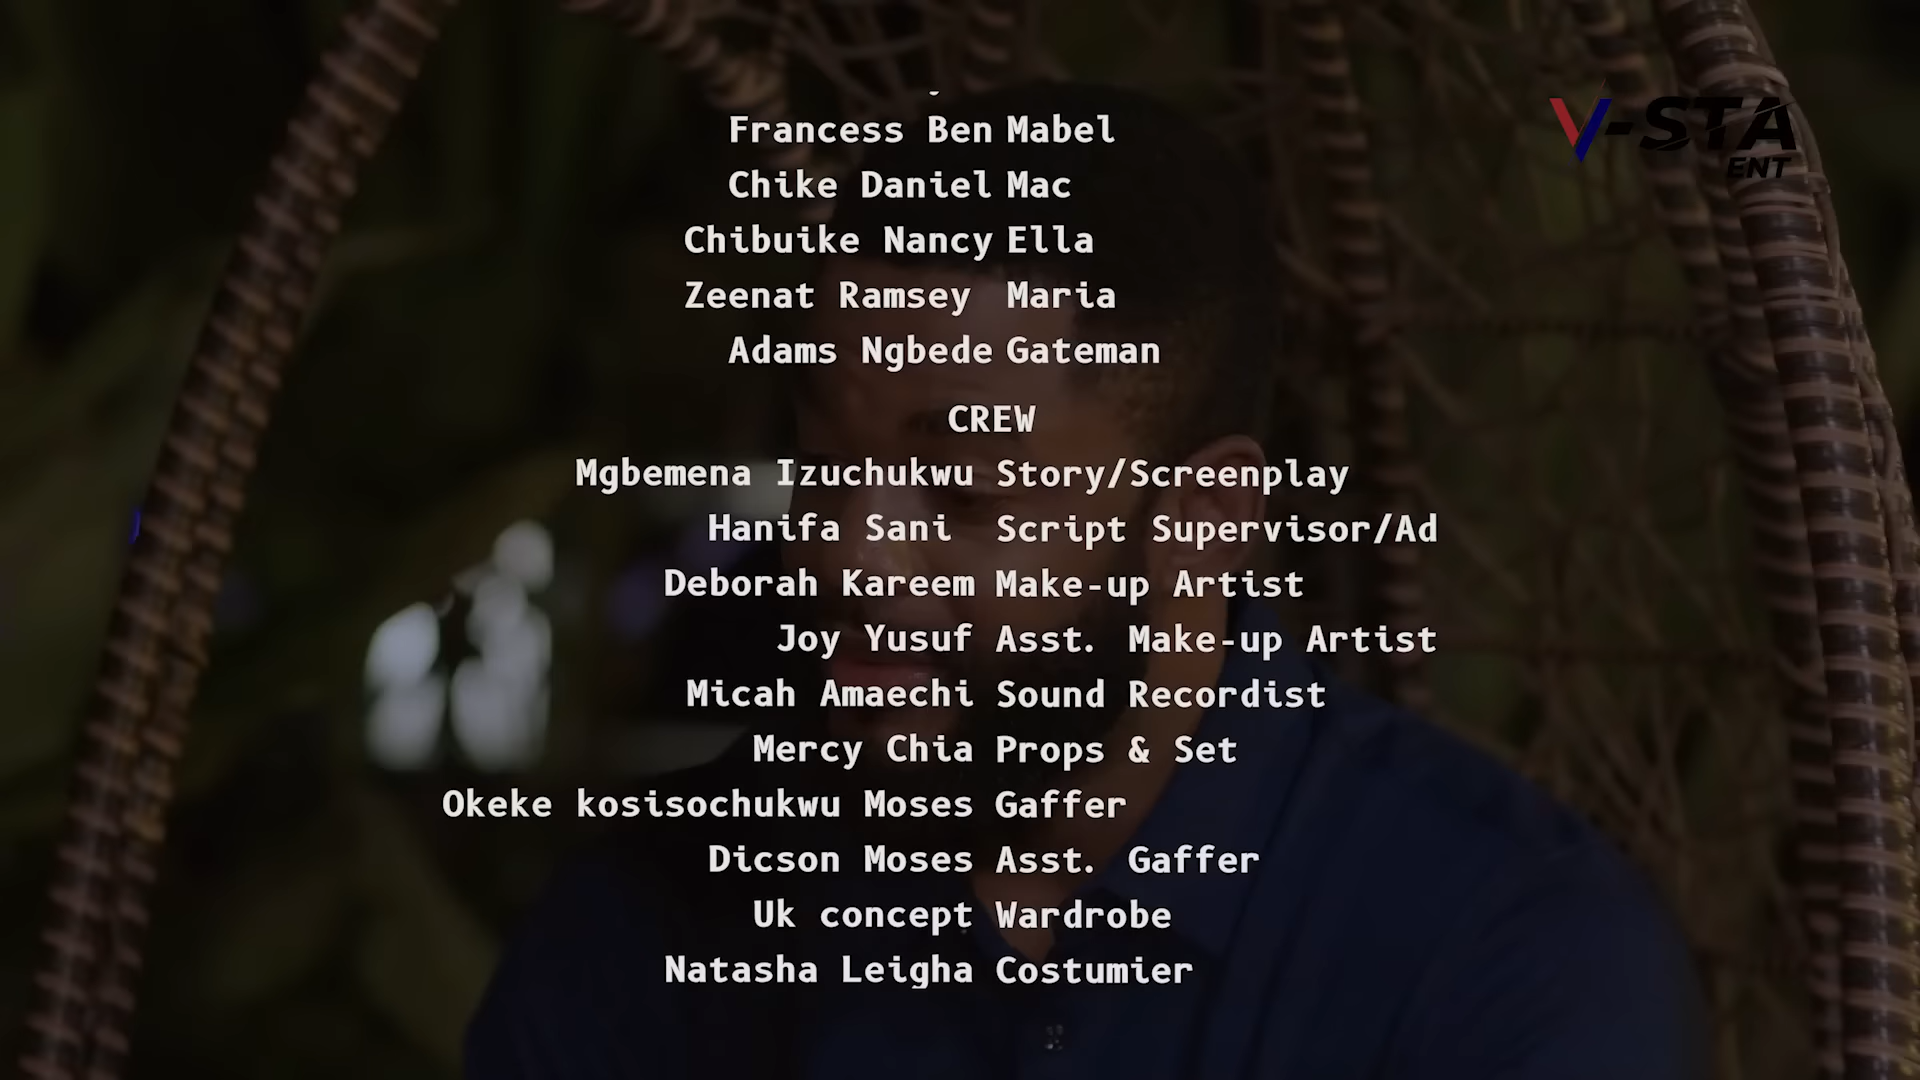 V-STA
ENT
Francess Ben Mabel
Chike Daniel Mac
Chibuike Nancy Ella
Zeenat Ramsey Maria
Adams Ngbede Gateman
CREW
Mgbemena Izuchukwu Story/Screenplay
Hanifa Sani Script Supervisor/Ad
Deborah Kareem Make-up Artist
Joy Yusuf Asst. Make-up Artist
Micah Amaechi Sound Recordist
Mercy Chia Props & Set
Okeke kosisochukwu Moses Gaffer
Dicson Moses Asst. Gaffer
Uk concept Wardrobe
Natasha Leigha Costumier